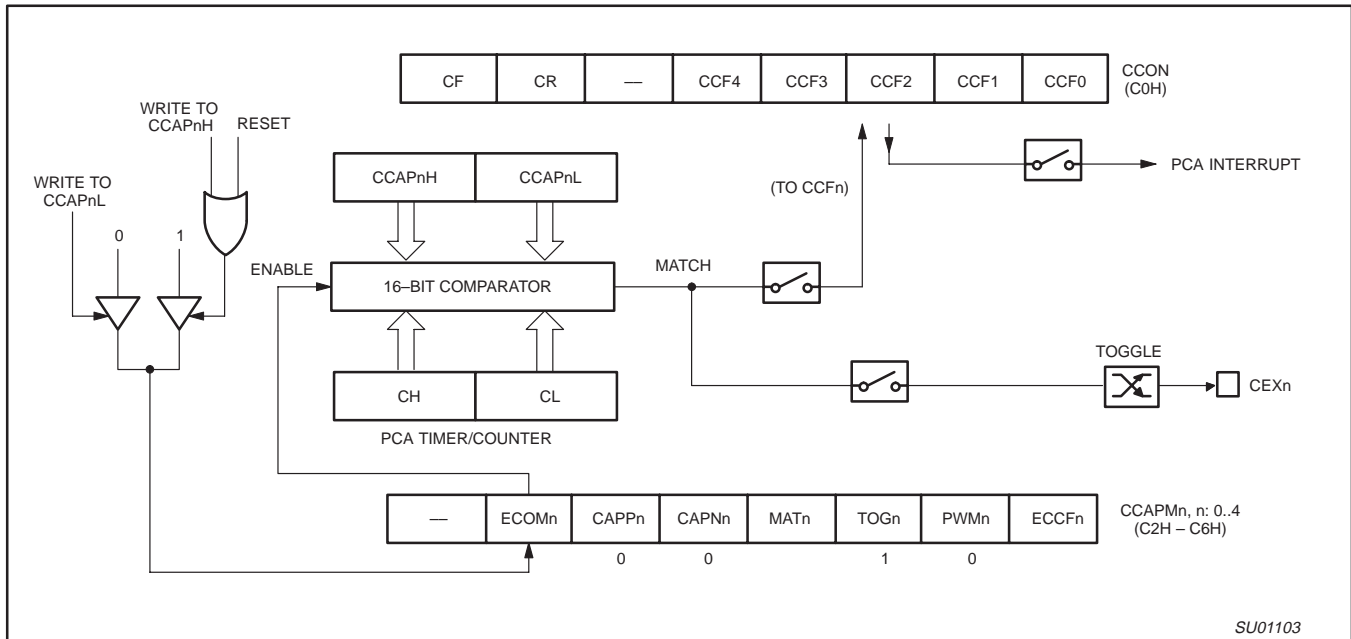 CF CR — CCF4 CCF3 CCF2 CCF1 CCF0
CCON
(C0H)
WRITE TO
CCAPnH
RESET
WRITE TO
CCAPnL
0 1
CCAPnH CCAPnL
(TO CCFn)
PCA INTERRUPT
ENABLE
16–BIT COMPARATOR
MATCH
CH CL
PCA TIMER/COUNTER
TOGGLE
CEXn
— ECOMn CAPPn CAPNn MATn TOGn PWMn ECCFn
CCAPMn, n: 0..4
(C2H – C6H)
0 0 1 0
SU01103